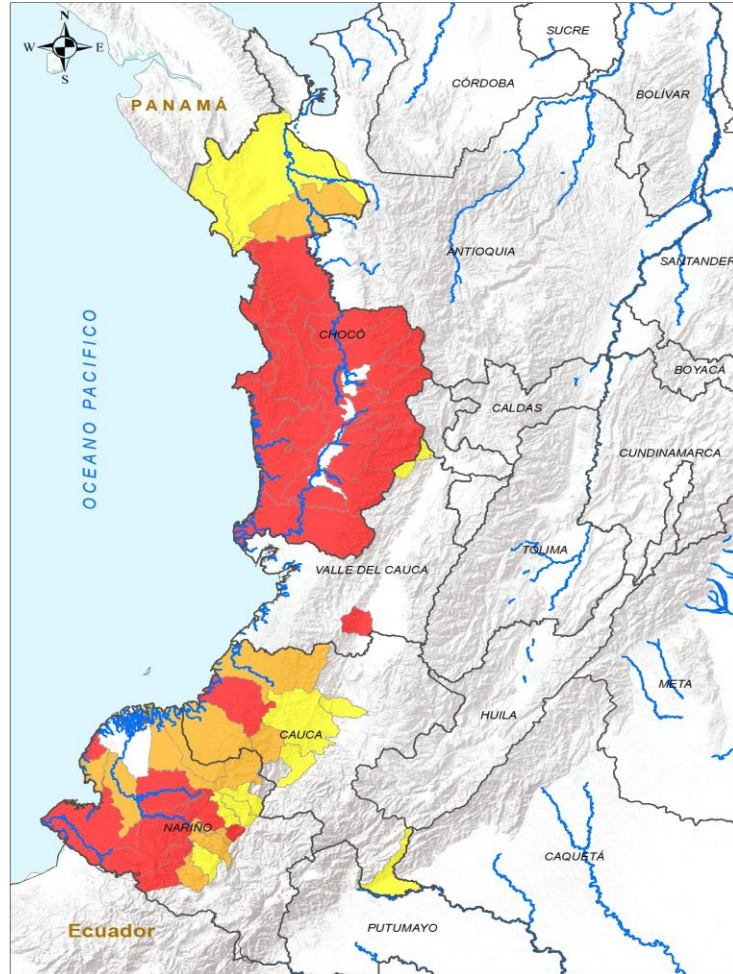 N
W E
S
SUCRE
CÓRDOBA
BOLÍVAR
PANAMÁ
ANTIOQUIA
SANTANDER
OCEANO PACIFICO
CHOCÓ
BOYACÁ
CALDAS
CUNDINAMARCA
TOLIMA
VALLE DEL CAUCA
META
HUILA
CAUCA
NARIÑO
CAQUETÁ
PUTUMAYO
Ecuador